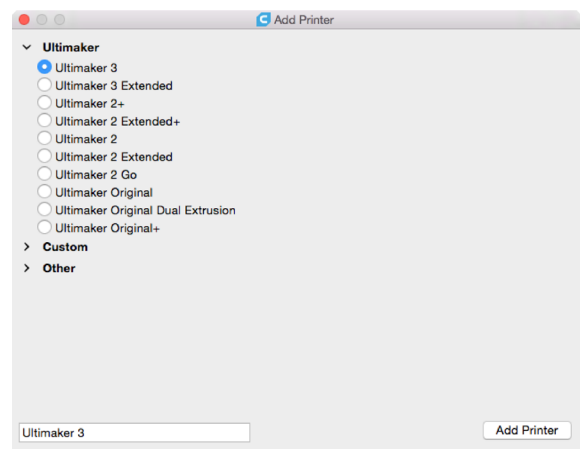 Add Printer
Ultimaker
Ultimaker 3
Ultimaker 3 Extended
Ultimaker 2+
Ultimaker 2 Extended+
Ultimaker 2
Ultimaker 2 Extended
Ultimaker 2 Go
Ultimaker Original
Ultimaker Original Dual Extrusion
Ultimaker Original+
Custom
Other
Ultimaker 3
Add Printer